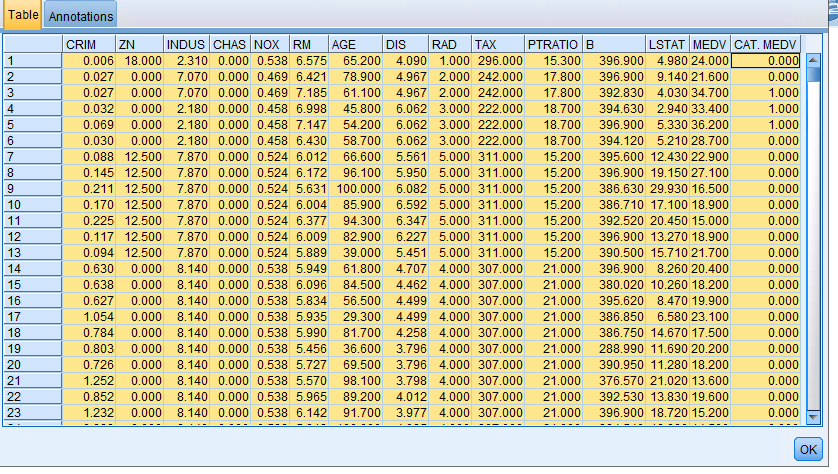 Table Annotations
CRIM ZN INDUS CHAS NOX RM AGE DIS RAD TAX PTRATIO B LSTAT MEDV CAT. MEDV
1 0.006 18.000 2.310 0.000 0.538 6.575 65.200 4.090 1.000 296.000 15.300 396.900 4.980 24.000 0.000
2 0.027 0.000 7.070 0.000 0.469 6.421 78.900 4.967 2.000 242.000 17.800 396.900 9.140 21.600 0.000
3 0.027 0.000 7.070 0.000 0.469 7.185 61.100 4.967 2.000 242.000 17.800 392.830 4.030 34.700 1.000
4 0.032 0.000 2.180 0.000 0.458 6.998 45.800 6.062 3.000 222.000 18.700 394.630 2.940 33.400 1.000
5 0.069 0.000 2.180 0.000 0.458 7.147 54.200 6.062 3.000 222.000 18.700 396.900 5.330 36.200 1.000
6 0.030 0.000 2.180 0.000 0.458 6.430 58.700 6.062 3.000 222.000 18.700 394.120 5.210 28.700 0.000
7 0.088 12.500 7.870 0.000 0.524 6.012 66.600 5.561 5.000 311.000 15.200 395.600 12.430 22.900 0.000
8 0.145 12.500 7.870 0.000 0.524 6.172 96.100 5.950 5.000 311.000 15.200 396.900 19.150 27.100 0.000
9 0.211 12.500 7.870 0.000 0.524 5.631 100.000 6.082 5.000 311.000 15.200 386.630 29.930 16.500 0.000
10 0.170 12.500 7.870 0.000 0.524 6.004 85.900 6.592 5.000 311.000 15.200 386.710 17.100 18.900 0.000
11 0.225 12.500 7.870 0.000 0.524 6.377 94.300 6.347 5.000 311.000 15.200 392.520 20.450 15.000 0.000
12 0.117 12.500 7.870 0.000 0.524 6.009 82.900 6.227 5.000 311.000 15.200 396.900 13.270 18.900 0.000
13 0.094 12.500 7.870 0.000 0.524 5.889 39.000 5.451 5.000 311.000 15.200 390.500 15.710 21.700 0.000
14 0.630 0.000 8.140 0.000 0.538 5.949 61.800 4.707 4.000 307.000 21.000 396.900 8.260 20.400 0.000
15 0.638 0.000 8.140 0.000 0.538 6.096 84.500 4.462 4.000 307.000 21.000 380.020 10.260 18.200 0.000
16 0.627 0.000 8.140 0.000 0.538 5.834 56.500 4.499 4.000 307.000 21.000 395.620 8.470 19.900 0.000
17 1.054 0.000 8.140 0.000 0.538 5.935 29.300 4.499 4.000 307.000 21.000 386.850 6.580 23.100 0.000
18 0.784 0.000 8.140 0.000 0.538 5.990 81.700 4.258 4.000 307.000 21.000 386.750 14.670 17.500 0.000
19 0.803 0.000 8.140 0.000 0.538 5.456 36.600 3.796 4.000 307.000 21.000 288.990 11.690 20.200 0.000
20 0.726 0.000 8.140 0.000 0.538 5.727 69.500 3.796 4.000 307.000 21.000 390.950 11.280 18.200 0.000
21 1.252 0.000 8.140 0.000 0.538 5.570 98.100 3.798 4.000 307.000 21.000 376.570 21.020 13.600 0.000
22 0.852 0.000 8.140 0.000 0.538 5.965 89.200 4.012 4.000 307.000 21.000 392.530 13.830 19.600 0.000
23 1.232 0.000 8.140 0.000 0.538 6.142 91.700 3.977 4.000 307.000 21.000 396.900 18.720 15.200 0.000
OK